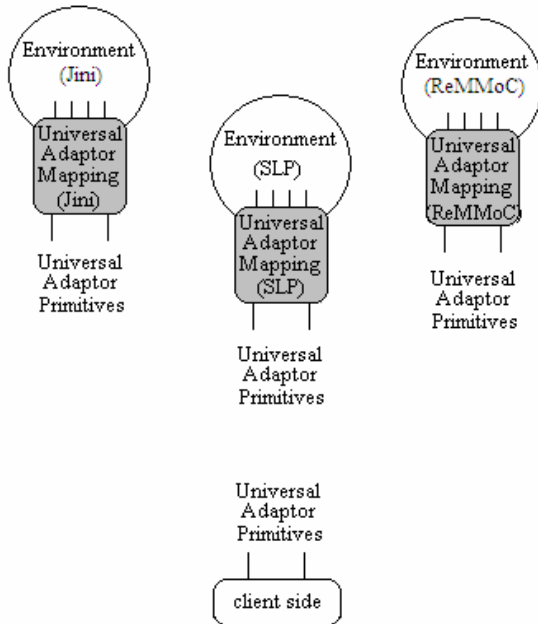 Environment
(Jini)
Universal
Adaptor
Mapping
(Jini)
Universal
Adaptor
Primitives
Environment
(SLP)
Universal
Adaptor
Mapping
(SLP)
Universal
Adaptor
Primitives
Environment
(ReMMoC)
Universal
Adaptor
Mapping
(ReMMoC)
Universal
Adaptor
Primitives
Universal
Adaptor
Primitives
client side